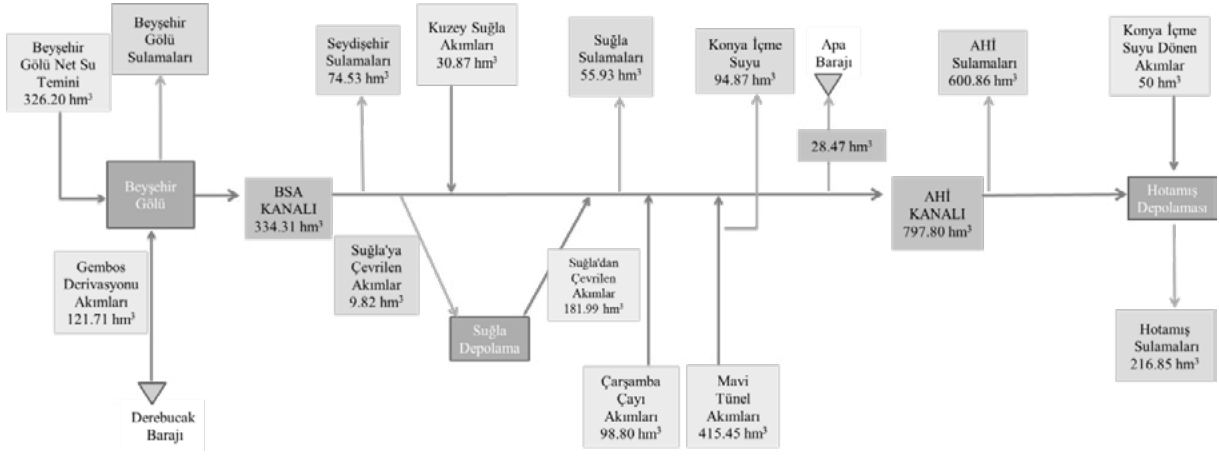 Beyşehir
Gölü Net Su
Temini
326.20 hm³
Beyşehir
Gölü
Sulamaları
Seydişehir
Sulamaları
74.53 hm³
Kuzey Suğla
Akımları
30.87 hm³
Suğla
Sulamaları
55.93 hm³
Konya İçme
Suyu
94.87 hm³
Apa
Barajı
28.47 hm³
AHİ
Sulamaları
600.86 hm³
Konya İçme
Suyu Dönen
Akımlar
50 hm³
Beyşehir
Gölü
BSA
KANALI
334.31 hm³
AHİ
KANALI
797.80 hm³
Hotamış
Depolaması
Gembos
Derivasyonu
Akımları
121.71 hm³
Suğla'ya
Çevrilen
Akımlar
9.82 hm³
Suğla
Depolama
Suğla'dan
Çevrilen
Akımlar
181.99 hm³
Çarşamba
Çayı
Akımları
98.80 hm³
Mavi
Tünel
Akımları
415.45 hm³
Hotamış
Sulamaları
216.85 hm³
Derebucak
Barajı